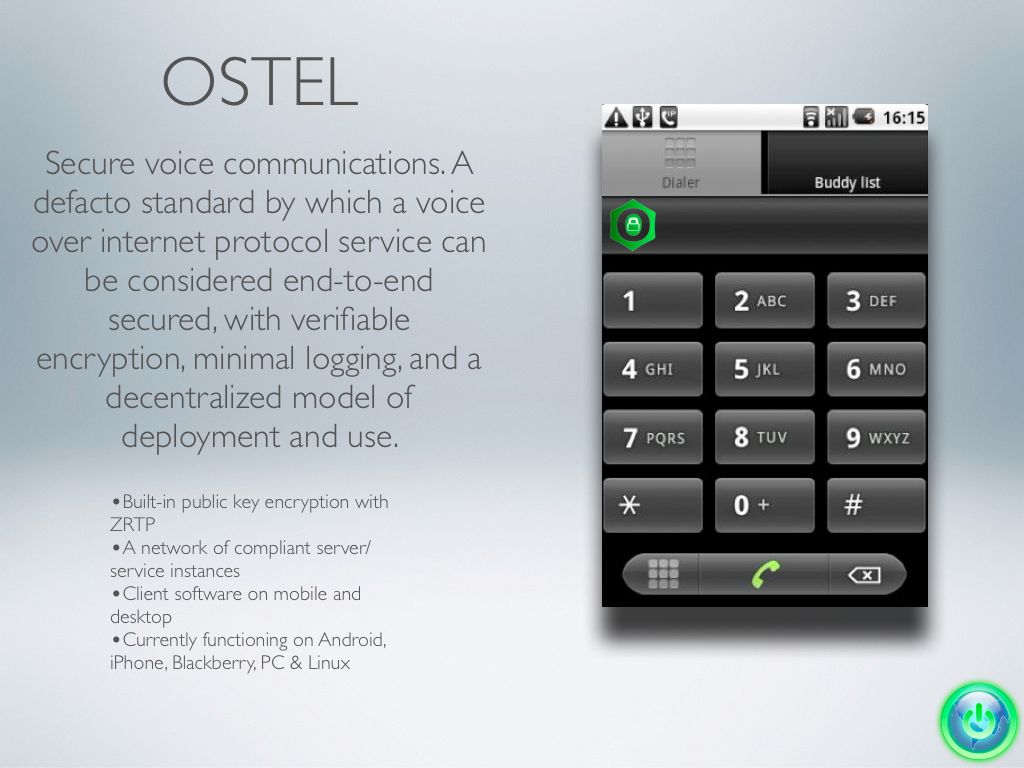 OSTEL
Secure voice communications. A
defacto standard by which a voice
over internet protocol service can
be considered end-to-end
secured, with verifiable
encryption, minimal logging, and a
decentralized model of
deployment and use.
•Built-in public key encryption with
ZRTP
•A network of compliant server/
service instances
•Client software on mobile and
desktop
•Currently functioning on Android,
iPhone, Blackberry, PC & Linux
16:15
Dialer Buddy list
1 2 ABC 3 DEF
4 GHI 5 JKL 6 MNO
7 PQRS 8 TUV 9 WXYZ
* 0 + #